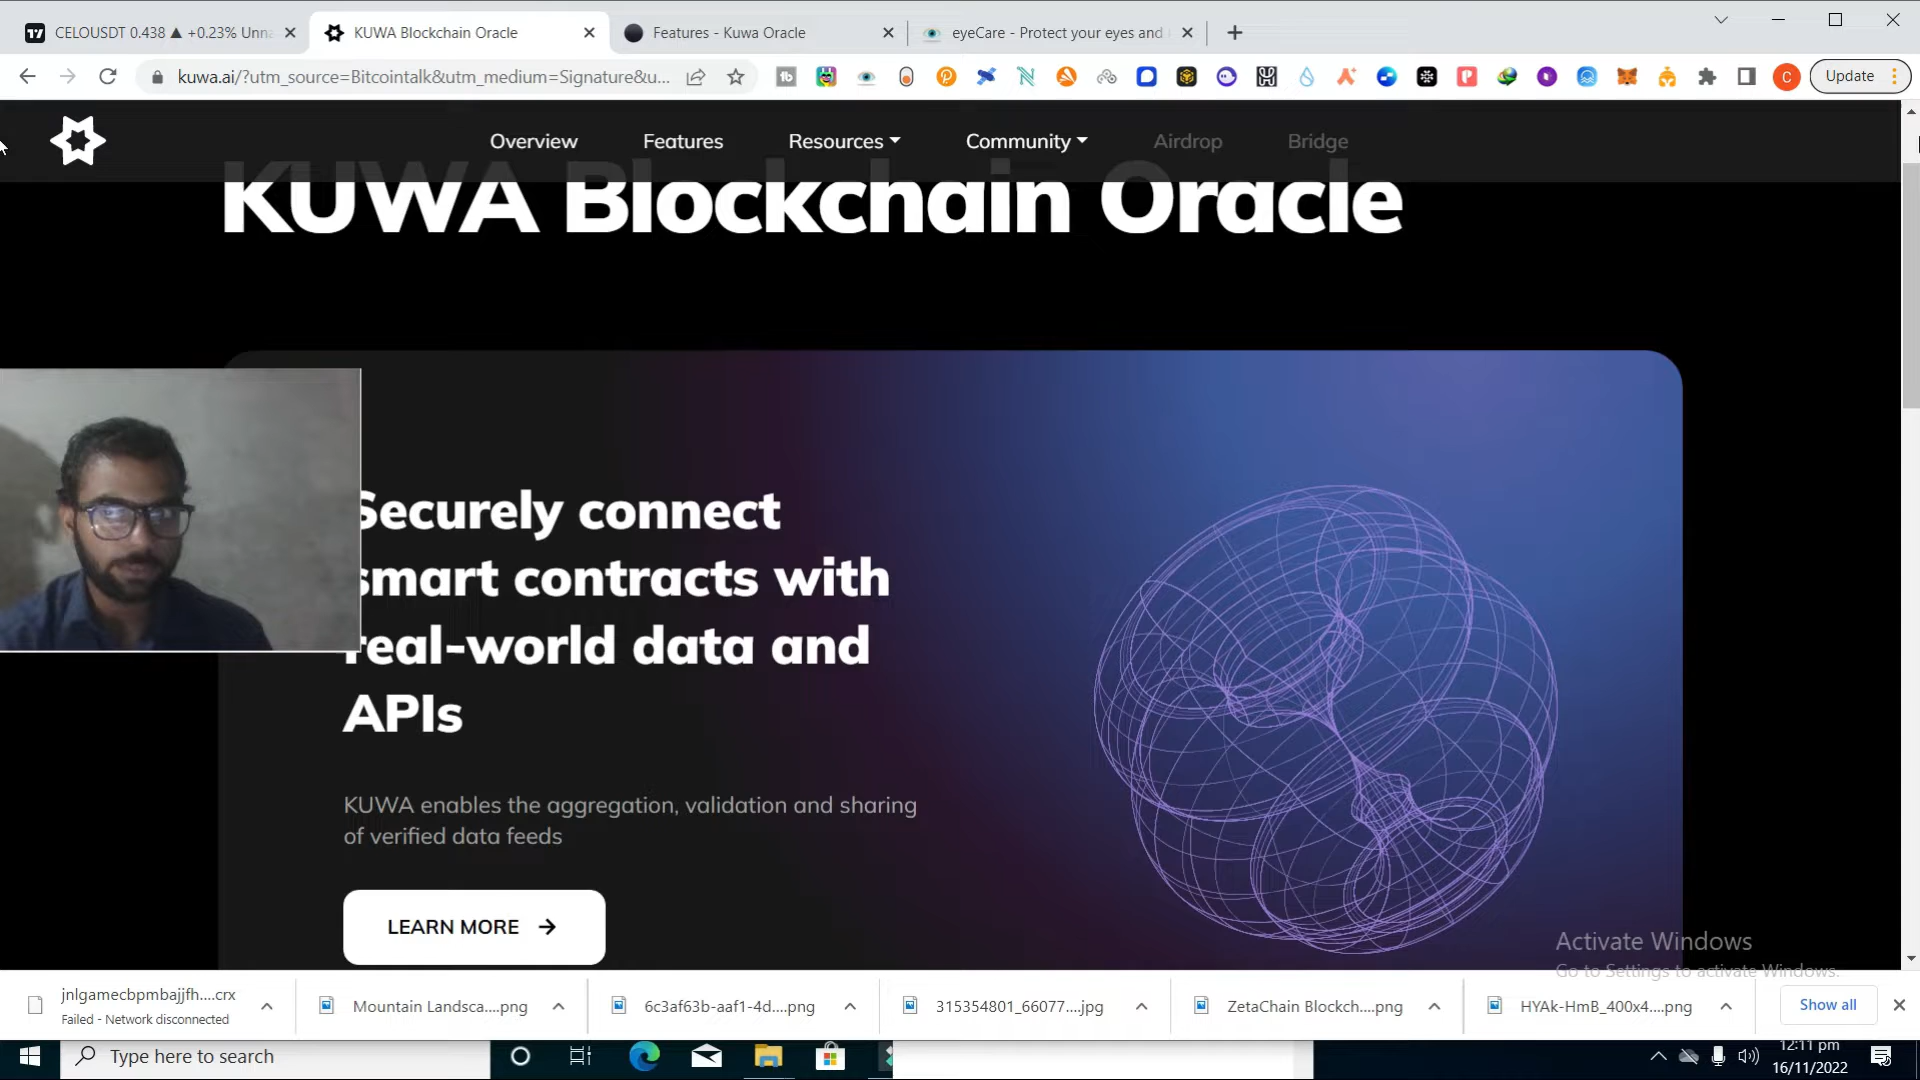 CELOUSDT 0.438 ▲ +0.23% Unna
KUWA Blockchain Oracle
Features - Kuwa Oracle
eyeCare - Protect your eyes and
kuwa.ai/?utm_source=Bitcointalk&utm_medium=Signature&u...
C
Update
Overview
Features
Resources
Community
Airdrop
Bridge
KUWA Blockchain Oracle
Securely connect
smart contracts with
real-world data and
APIs
KUWA enables the aggregation, validation and sharing
of verified data feeds
LEARN MORE →
Activate Windows
Go to Settings to activate Windows.
jnlgamecbpmbajjfh....crx
Failed - Network disconnected
Mountain Landsca....png
6c3af63b-aaf1-4d....png
315354801_66077....jpg
ZetaChain Blockch....png
HYAk-HmB_400x4....png
Show all
Type here to search
12:11 pm
16/11/2022